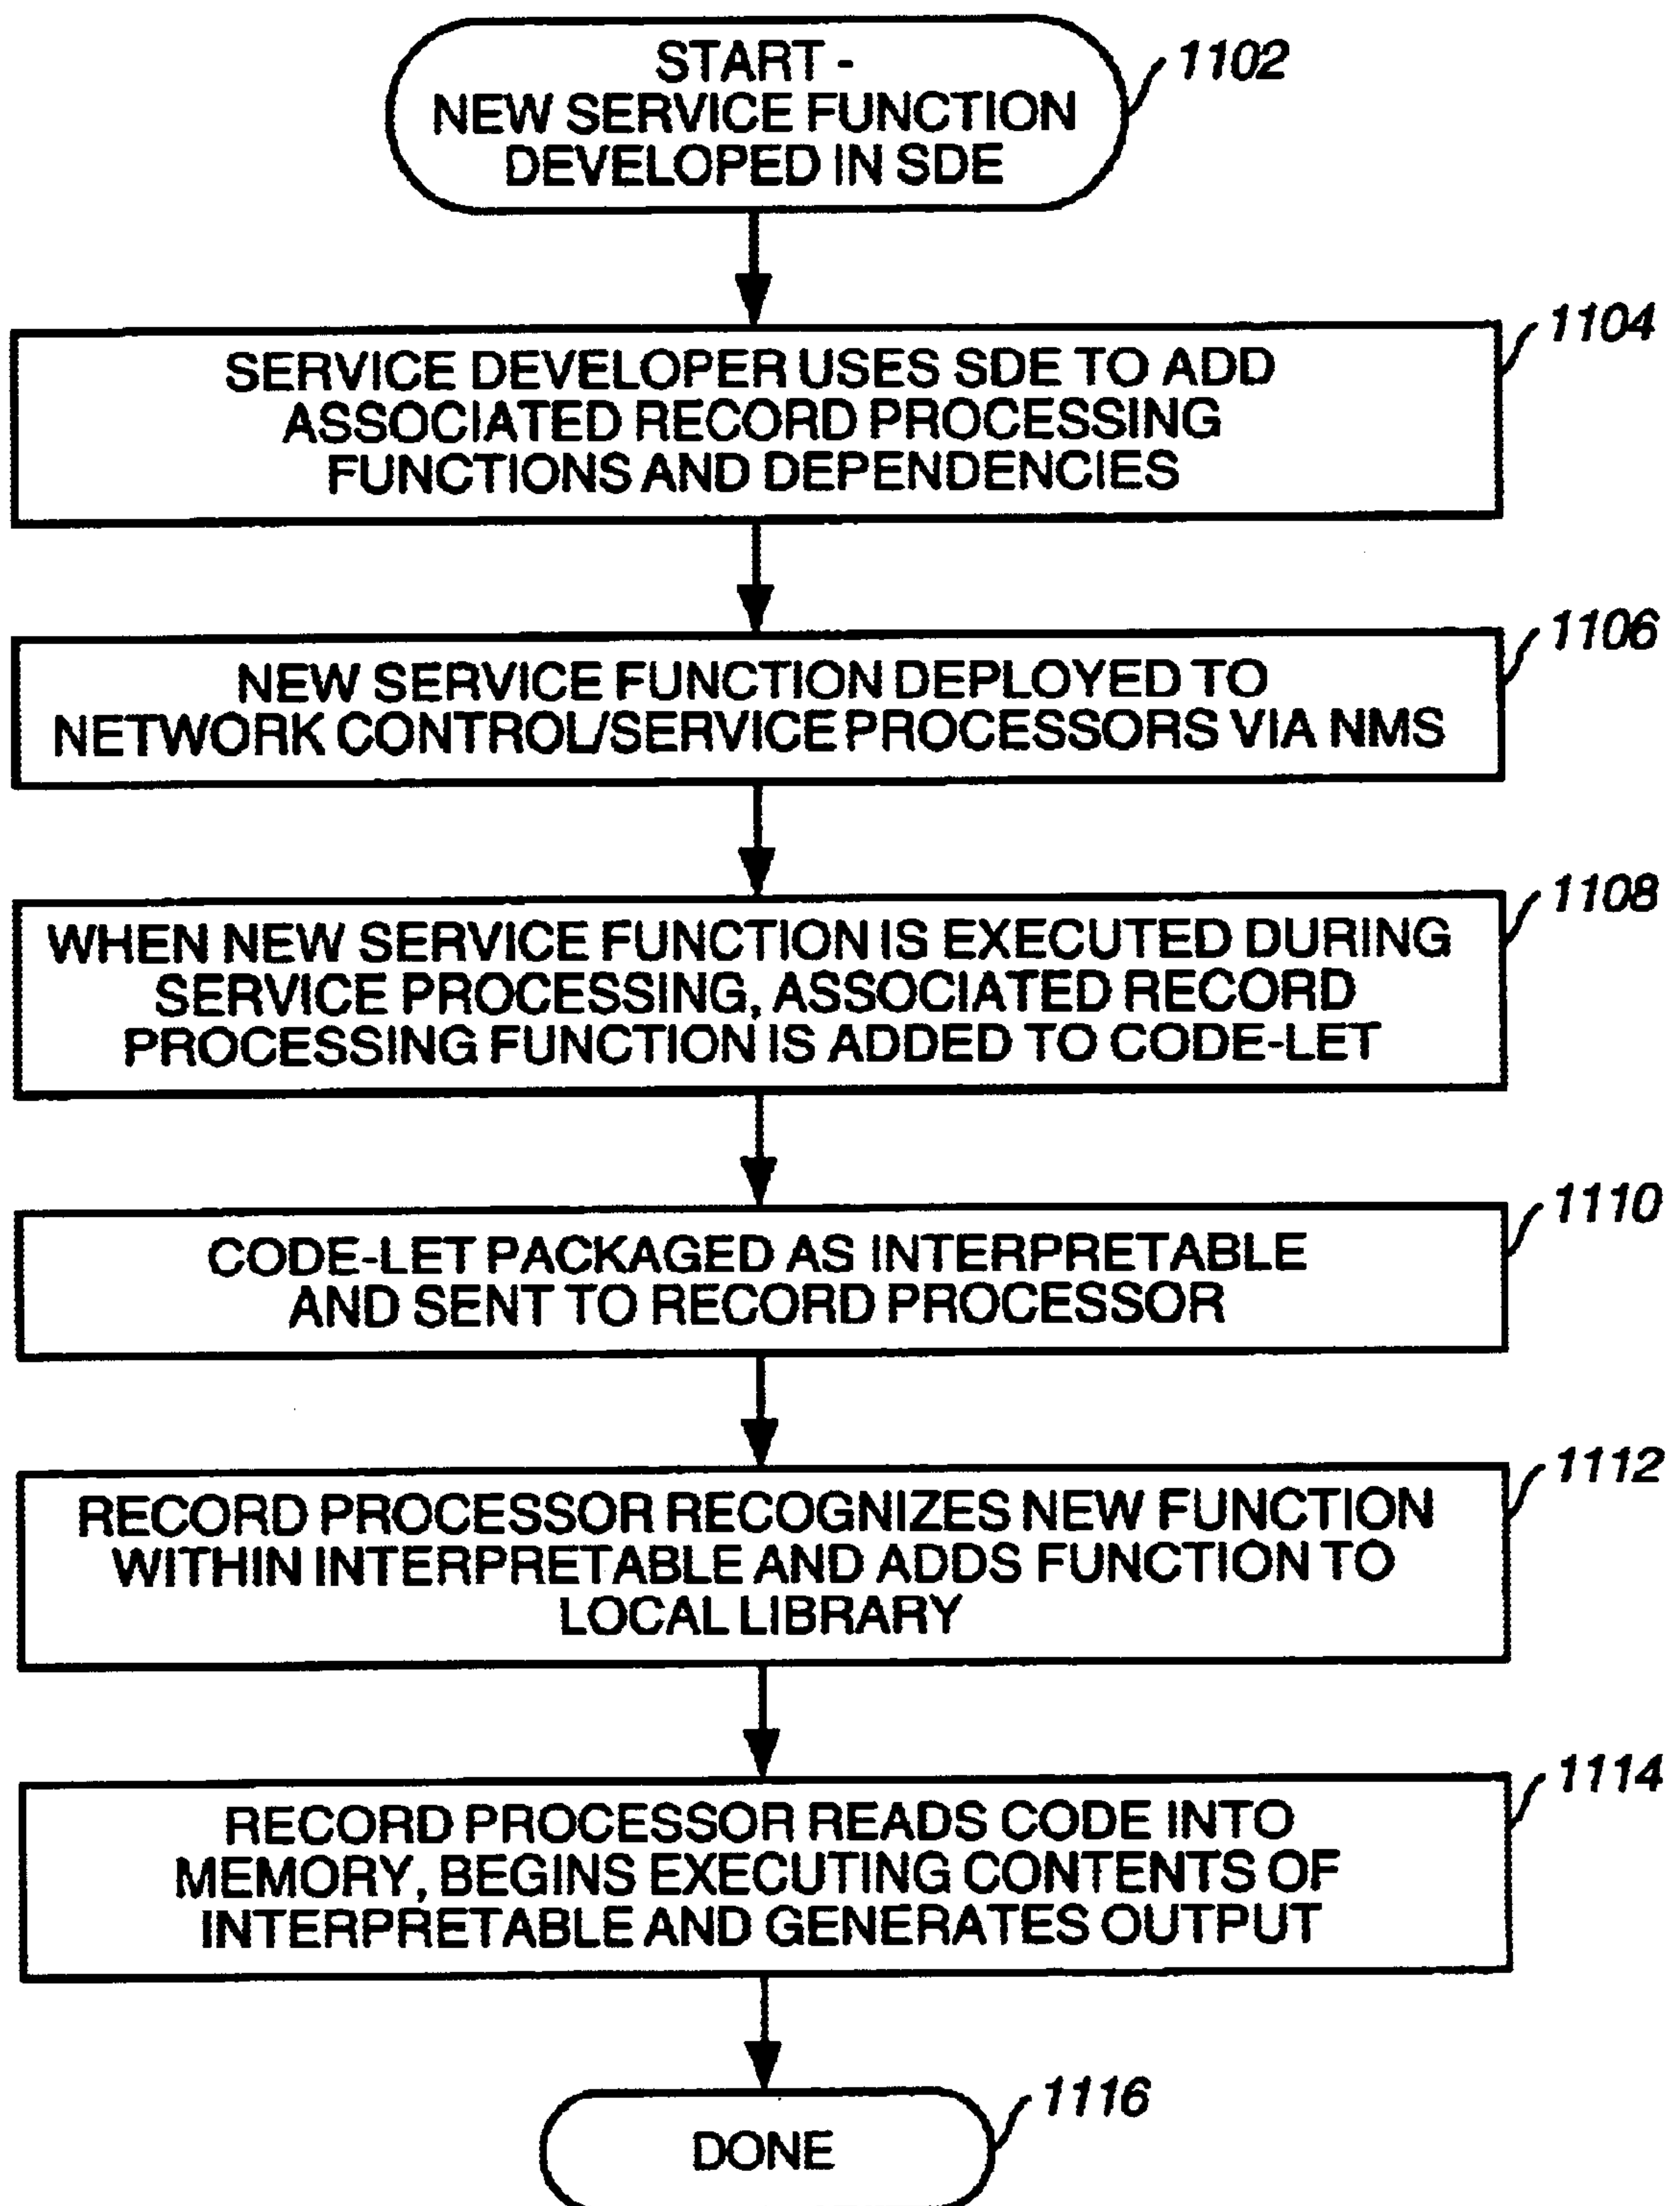 START -
NEW SERVICE FUNCTION
DEVELOPED IN SDE
1102
SERVICE DEVELOPER USES SDE TO ADD
ASSOCIATED RECORD PROCESSING
FUNCTIONS AND DEPENDENCIES
1104
NEW SERVICE FUNCTION DEPLOYED TO
NETWORK CONTROL/SERVICE PROCESSORS VIA NMS
1106
WHEN NEW SERVICE FUNCTION IS EXECUTED DURING
SERVICE PROCESSING, ASSOCIATED RECORD
PROCESSING FUNCTION IS ADDED TO CODE-LET
1108
CODE-LET PACKAGED AS INTERPRETABLE
AND SENT TO RECORD PROCESSOR
1110
RECORD PROCESSOR RECOGNIZES NEW FUNCTION
WITHIN INTERPRETABLE AND ADDS FUNCTION TO
LOCAL LIBRARY
1112
RECORD PROCESSOR READS CODE INTO
MEMORY, BEGINS EXECUTING CONTENTS OF
INTERPRETABLE AND GENERATES OUTPUT
1114
DONE
1116